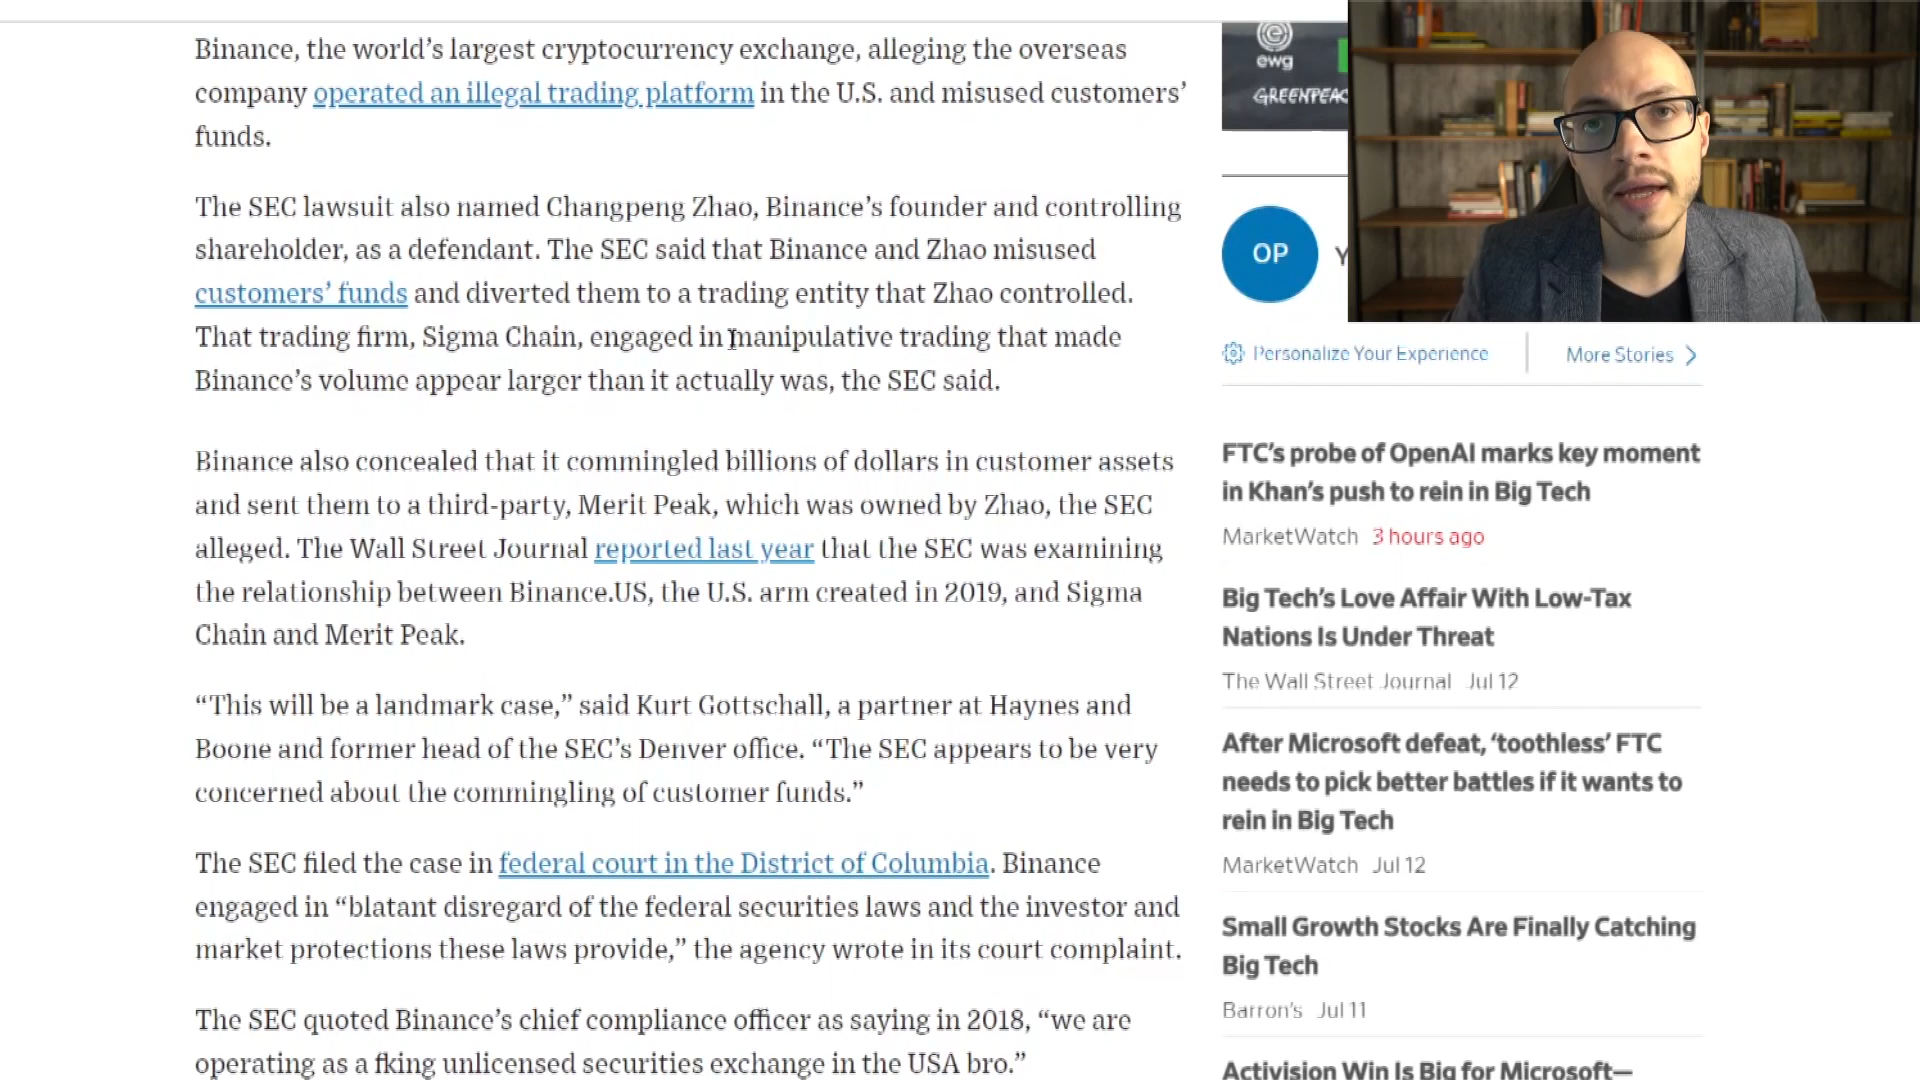 Binance, the world’s largest cryptocurrency exchange, alleging the overseas
company operated an illegal trading platform in the U.S. and misused customers’
funds.
The SEC lawsuit also named Changpeng Zhao, Binance’s founder and controlling
shareholder, as a defendant. The SEC said that Binance and Zhao misused
customers’ funds and diverted them to a trading entity that Zhao controlled.
That trading firm, Sigma Chain, engaged in manipulative trading that made
Binance’s volume appear larger than it actually was, the SEC said.
Binance also concealed that it commingled billions of dollars in customer assets
and sent them to a third-party, Merit Peak, which was owned by Zhao, the SEC
alleged. The Wall Street Journal reported last year that the SEC was examining
the relationship between Binance.US, the U.S. arm created in 2019, and Sigma
Chain and Merit Peak.
“This will be a landmark case,” said Kurt Gottschall, a partner at Haynes and
Boone and former head of the SEC’s Denver office. “The SEC appears to be very
concerned about the commingling of customer funds.”
The SEC filed the case in federal court in the District of Columbia. Binance
engaged in “blatant disregard of the federal securities laws and the investor and
market protections these laws provide,” the agency wrote in its court complaint.
The SEC quoted Binance’s chief compliance officer as saying in 2018, “we are
operating as a fking unlicensed securities exchange in the USA bro.”
ewg
GREENPEAC
OP
Y
Personalize Your Experience
More Stories
FTC’s probe of OpenAI marks key moment
in Khan’s push to rein in Big Tech
MarketWatch 3 hours ago
Big Tech’s Love Affair With Low-Tax
Nations Is Under Threat
The Wall Street Journal Jul 12
After Microsoft defeat, ‘toothless’ FTC
needs to pick better battles if it wants to
rein in Big Tech
MarketWatch Jul 12
Small Growth Stocks Are Finally Catching
Big Tech
Barron’s Jul 11
Activision Win Is Big for Microsoft—